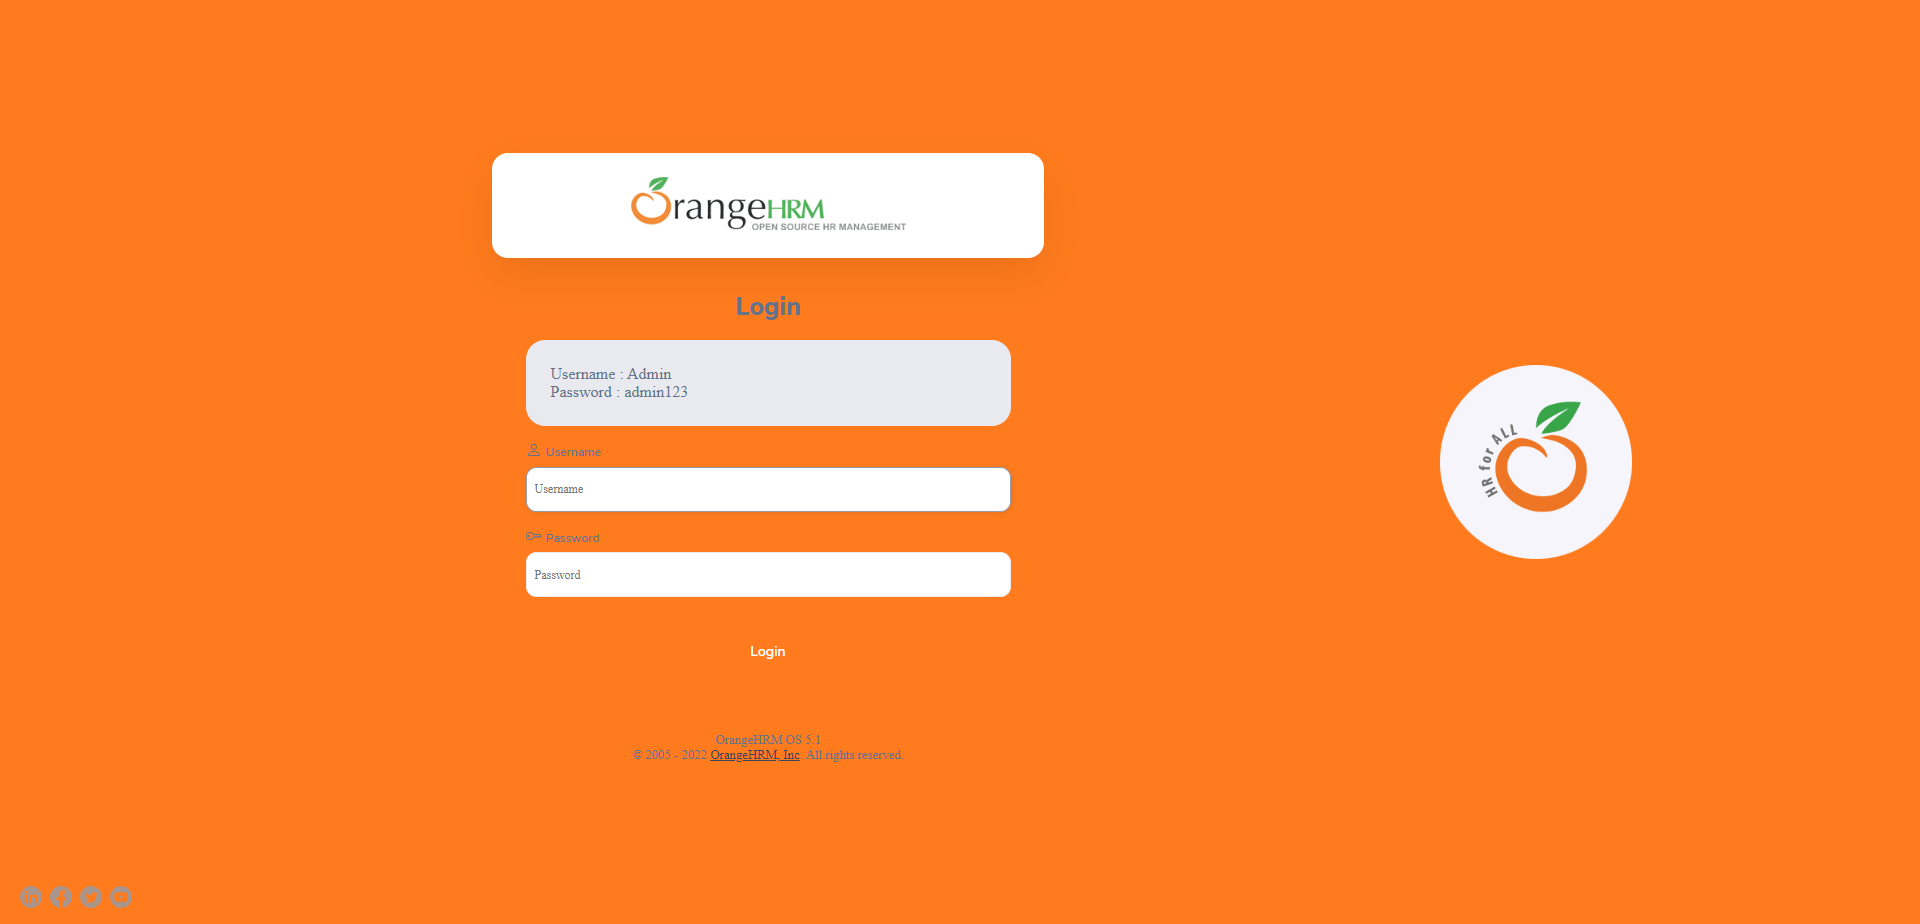 OrangeHRM
OPEN SOURCE HR MANAGEMENT
Login
Username : Admin
Password : admin123
Username
Username
Password
Password
Login
OrangeHRM OS 5.1
© 2005 - 2022 OrangeHRM, Inc. All rights reserved.
HR for ALL